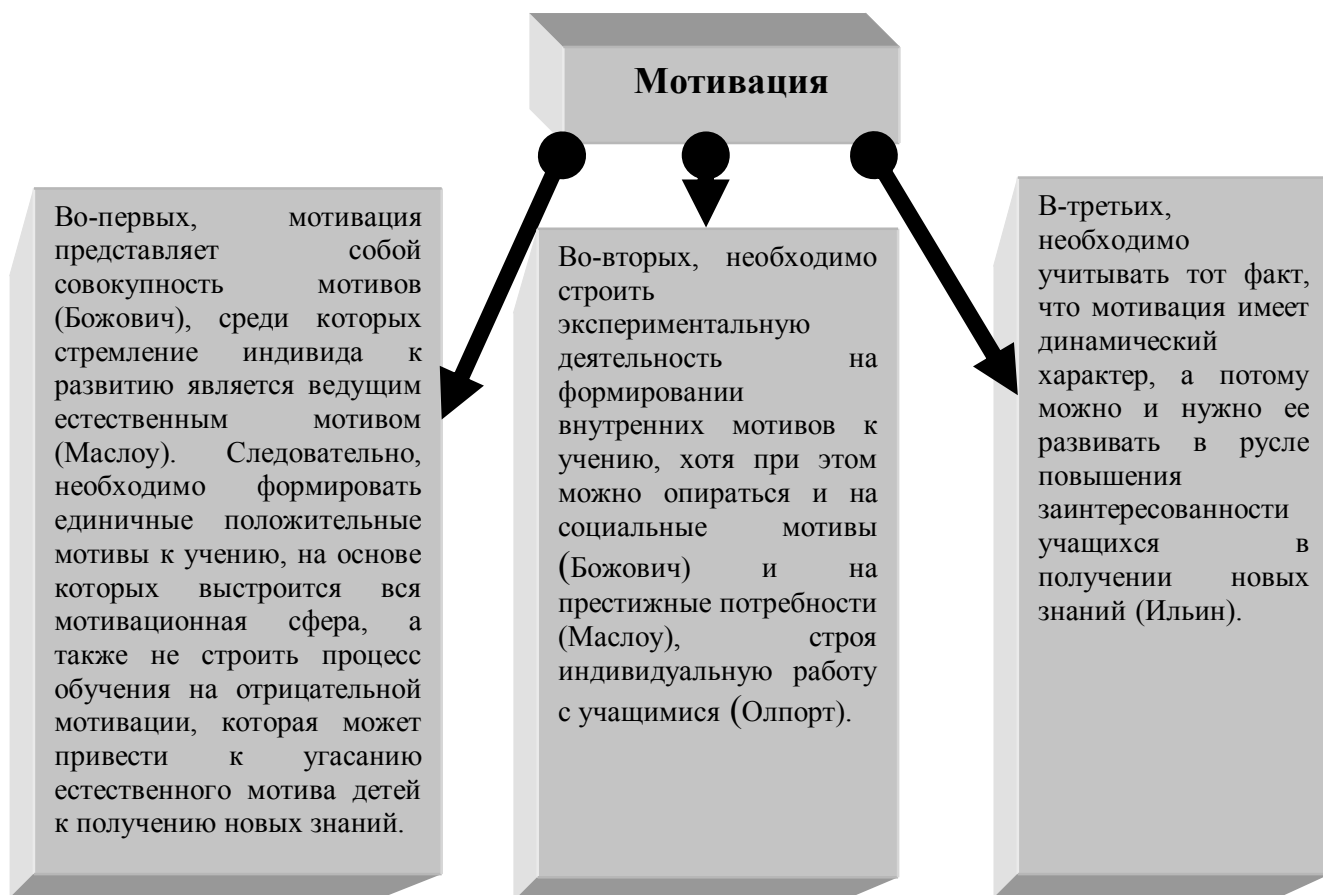 Мотивация
Во-первых, мотивация
представляет собой
совокупность мотивов
(Божович), среди которых
стремление индивида к
развитию является ведущим
естественным мотивом
(Маслоу). Следовательно,
необходимо формировать
единичные положительные
мотивы к учению, на основе
которых выстроится вся
мотивационная сфера, а
также не строить процесс
обучения на отрицательной
мотивации, которая может
привести к угасанию
естественного мотива детей
к получению новых знаний.
Во-вторых, необходимо
строить
экспериментальную
деятельность на
формировании
внутренних мотивов к
учению, хотя при этом
можно опираться и на
социальные мотивы
(Божович) и на
престижные потребности
(Маслоу), строя
индивидуальную работу
с учащимися (Олпорт).
В-третьих,
необходимо
учитывать тот факт,
что мотивация имеет
динамический
характер, а потому
можно и нужно ее
развивать в русле
повышения
заинтересованности
учащихся в
получении новых
знаний (Ильин).